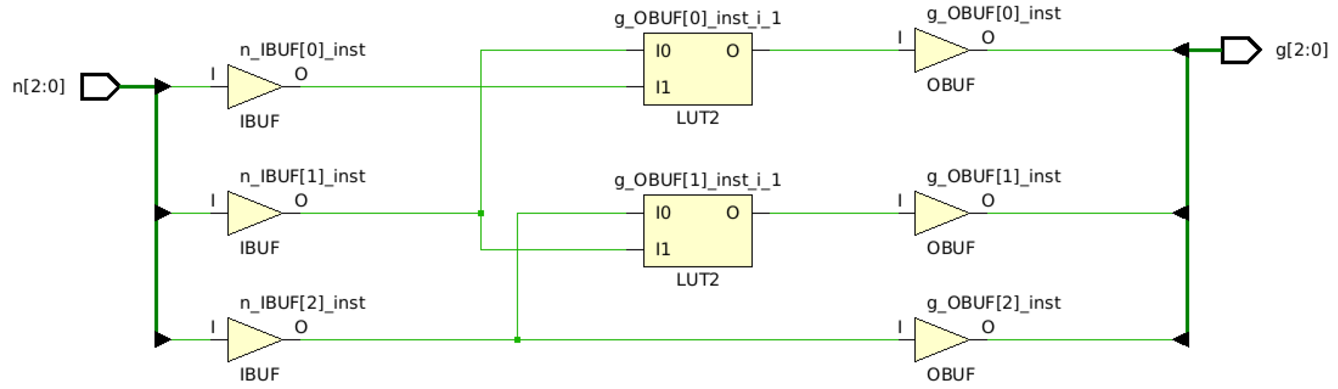 g_OBUF[0]_inst_i_1
g_OBUF[0]_inst
n_IBUF[0]_inst
I0 O
I O
g[2:0]
n[2:0]
I O
I1
OBUF
IBUF
LUT2
n_IBUF[1]_inst
g_OBUF[1]_inst_i_1
g_OBUF[1]_inst
I O
I0 O
I O
IBUF
I1
OBUF
LUT2
n_IBUF[2]_inst
g_OBUF[2]_inst
I O
I O
IBUF
OBUF